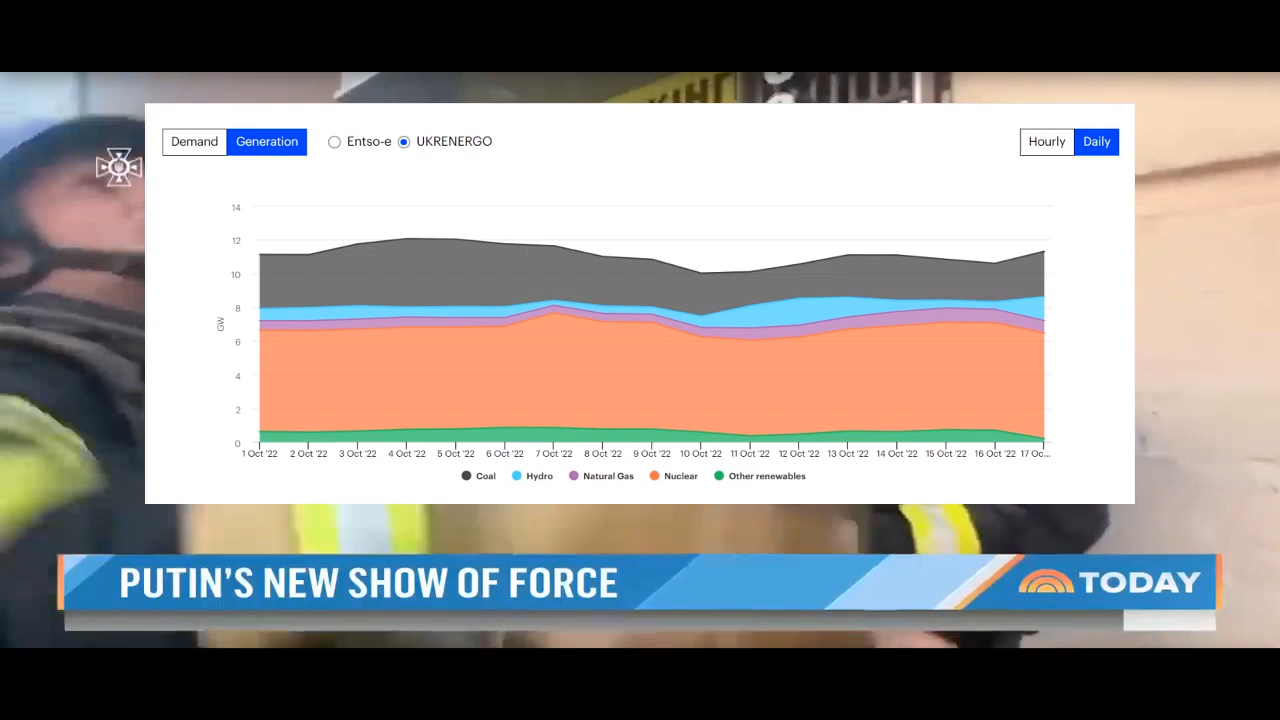 KING
Demand Generation Entso-e UKRENERGO Hourly Daily
14
12
10
8
6
4
2
0
GW
1 Oct '22 2 Oct '22 3 Oct '22 4 Oct '22 5 Oct '22 6 Oct '22 7 Oct '22 8 Oct '22 9 Oct '22 10 Oct '22 11 Oct '22 12 Oct '22 13 Oct '22 14 Oct '22 15 Oct '22 16 Oct '22 17 Oc...
Coal Hydro Natural Gas Nuclear Other renewables
PUTIN'S NEW SHOW OF FORCE
TODAY